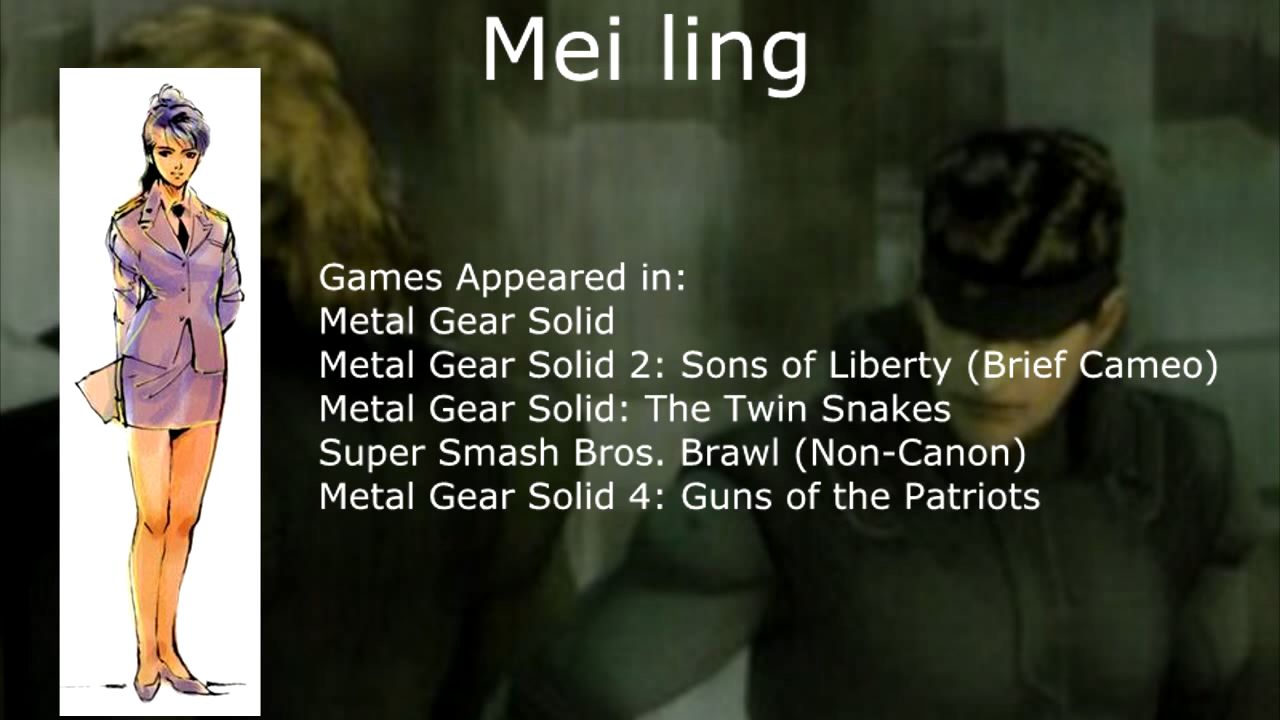 Mei ling
Games Appeared in:
Metal Gear Solid
Metal Gear Solid 2: Sons of Liberty (Brief Cameo)
Metal Gear Solid: The Twin Snakes
Super Smash Bros. Brawl (Non-Canon)
Metal Gear Solid 4: Guns of the Patriots